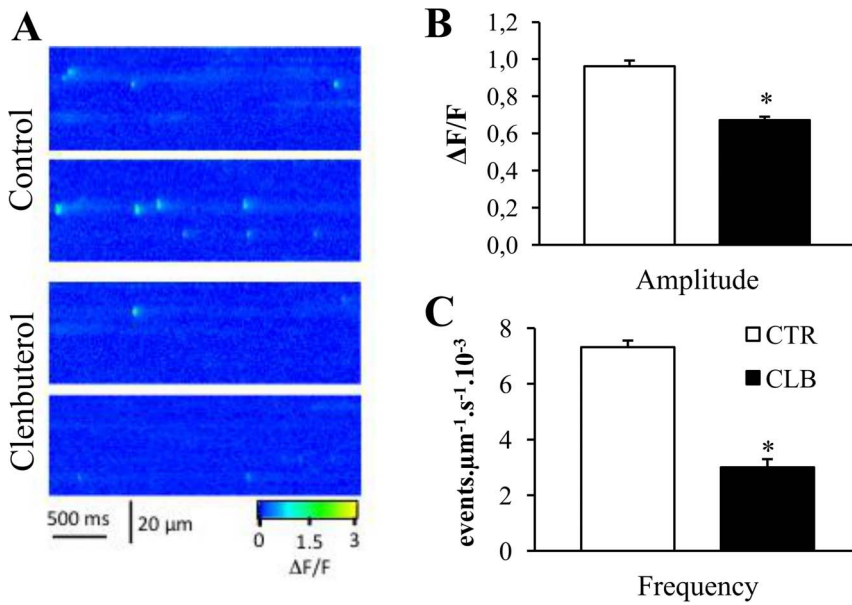 A
Control
Clenbuterol
500 ms
20 µm
0 1.5 3
ΔF/F
B
ΔF/F
1,2
1,0
0,8
0,6
0,4
0,2
0,0
*
Amplitude
C
events.µm⁻¹.s⁻¹.10⁻³
8
6
4
2
0
CTR
CLB
*
Frequency